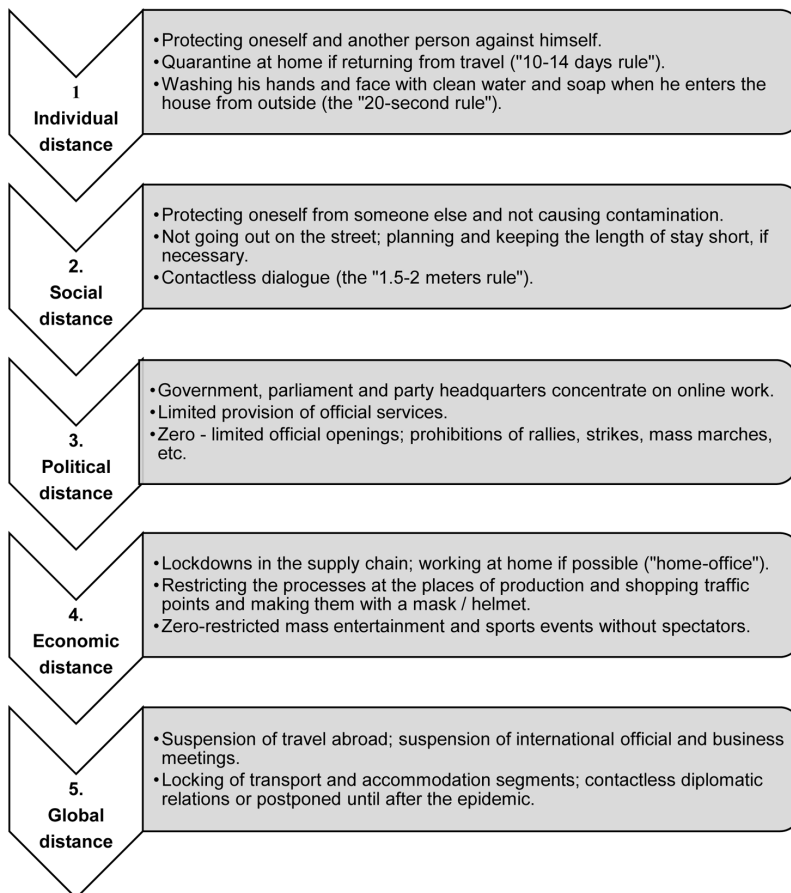 1
Individual
distance
•Protecting oneself and another person against himself.
•Quarantine at home if returning from travel ("10-14 days rule").
•Washing his hands and face with clean water and soap when he enters the
house from outside (the "20-second rule").
2.
Social
distance
•Protecting oneself from someone else and not causing contamination.
•Not going out on the street; planning and keeping the length of stay short, if
necessary.
•Contactless dialogue (the "1.5-2 meters rule").
3.
Political
distance
•Government, parliament and party headquarters concentrate on online work.
•Limited provision of official services.
•Zero - limited official openings; prohibitions of rallies, strikes, mass marches,
etc.
4.
Economic
distance
•Lockdowns in the supply chain; working at home if possible ("home-office").
•Restricting the processes at the places of production and shopping traffic
points and making them with a mask / helmet.
•Zero-restricted mass entertainment and sports events without spectators.
5.
Global
distance
•Suspension of travel abroad; suspension of international official and business
meetings.
•Locking of transport and accommodation segments; contactless diplomatic
relations or postponed until after the epidemic.